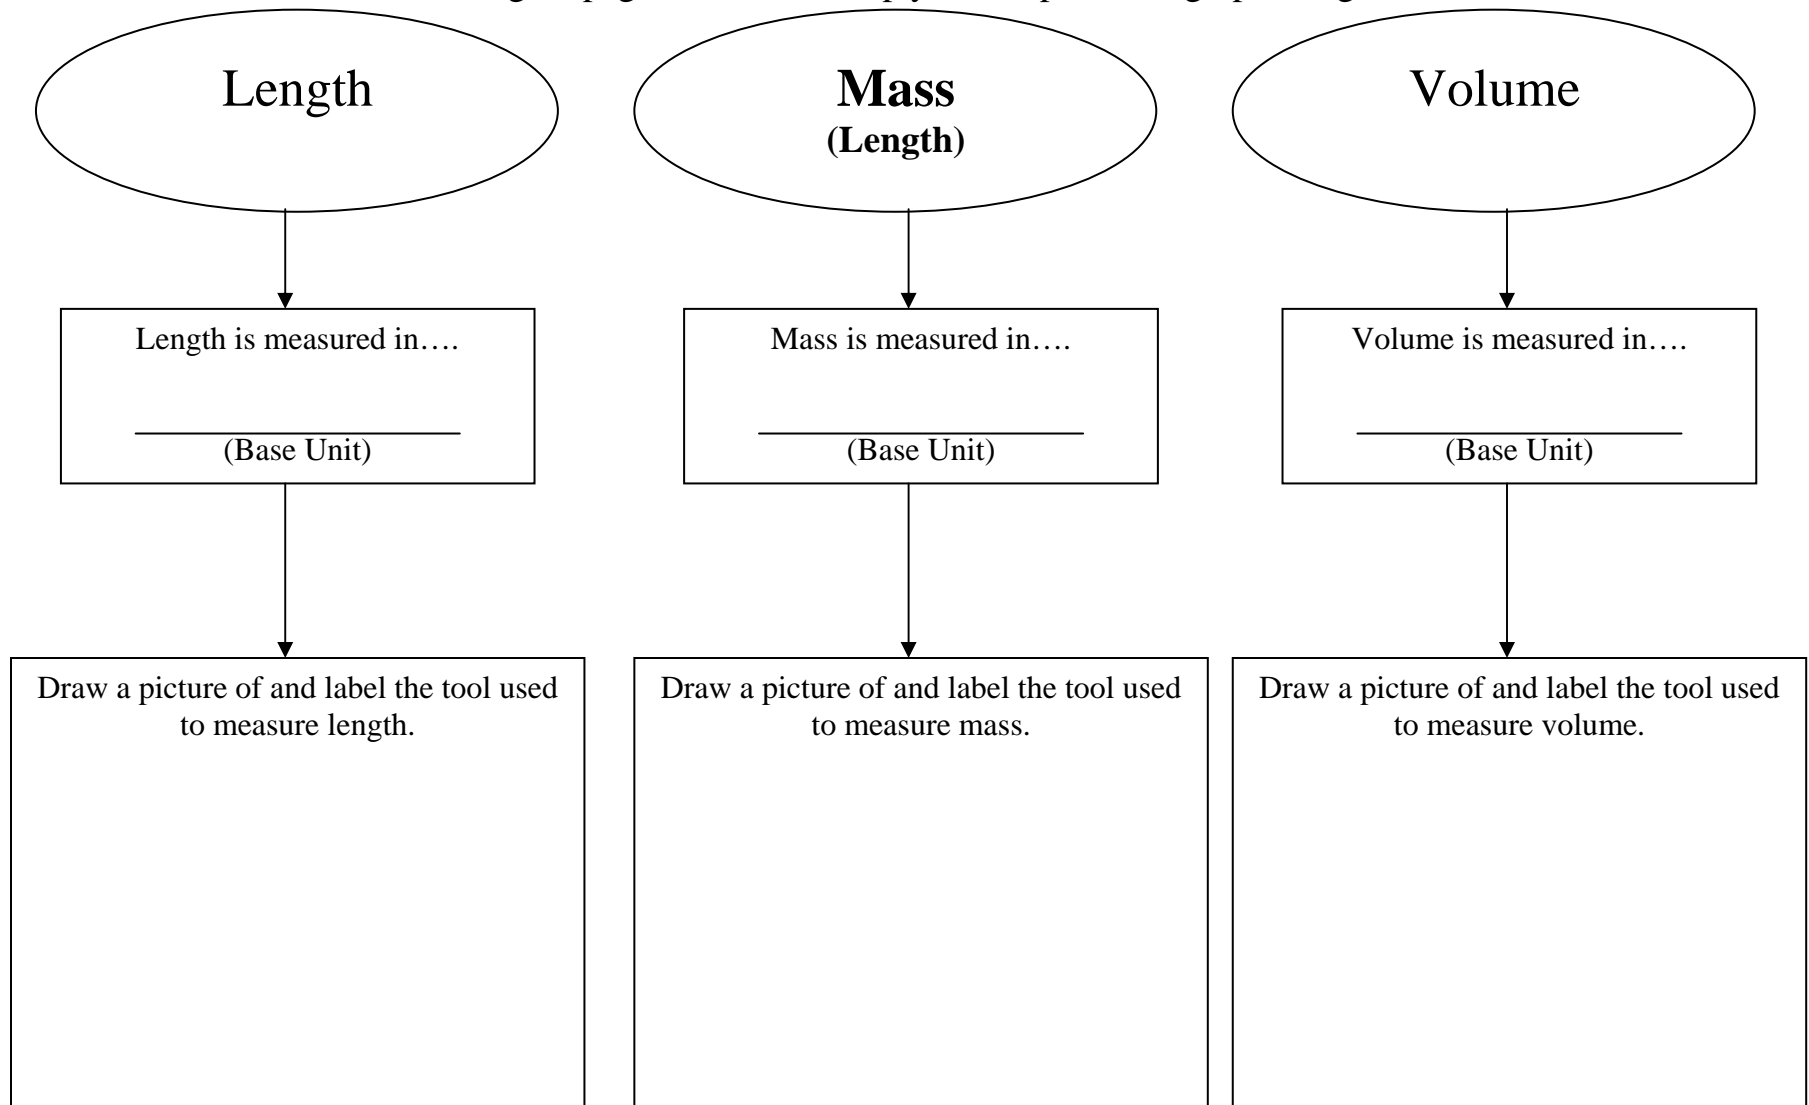 Length
Mass
(Length)
Volume
Length is measured in….
(Base Unit)
Mass is measured in….
(Base Unit)
Volume is measured in….
(Base Unit)
Draw a picture of and label the tool used
to measure length.
Draw a picture of and label the tool used
to measure mass.
Draw a picture of and label the tool used
to measure volume.